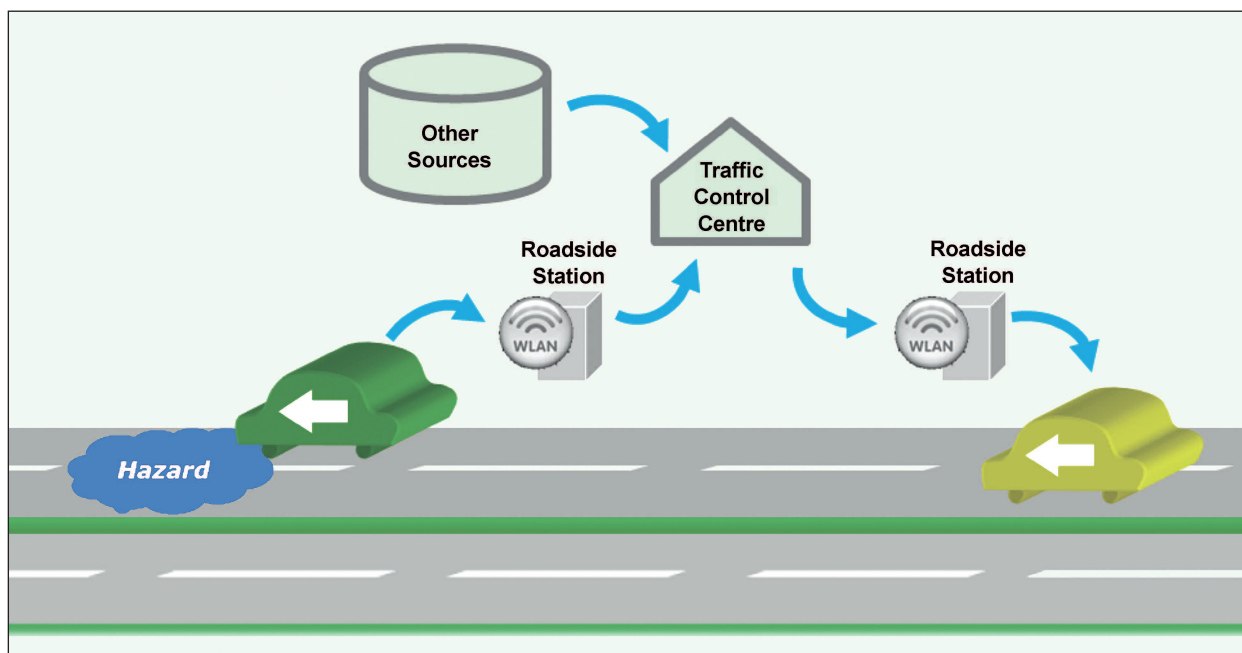 Other
Sources
Traffic
Control
Centre
Roadside
Station
WLAN
Roadside
Station
WLAN
Hazard